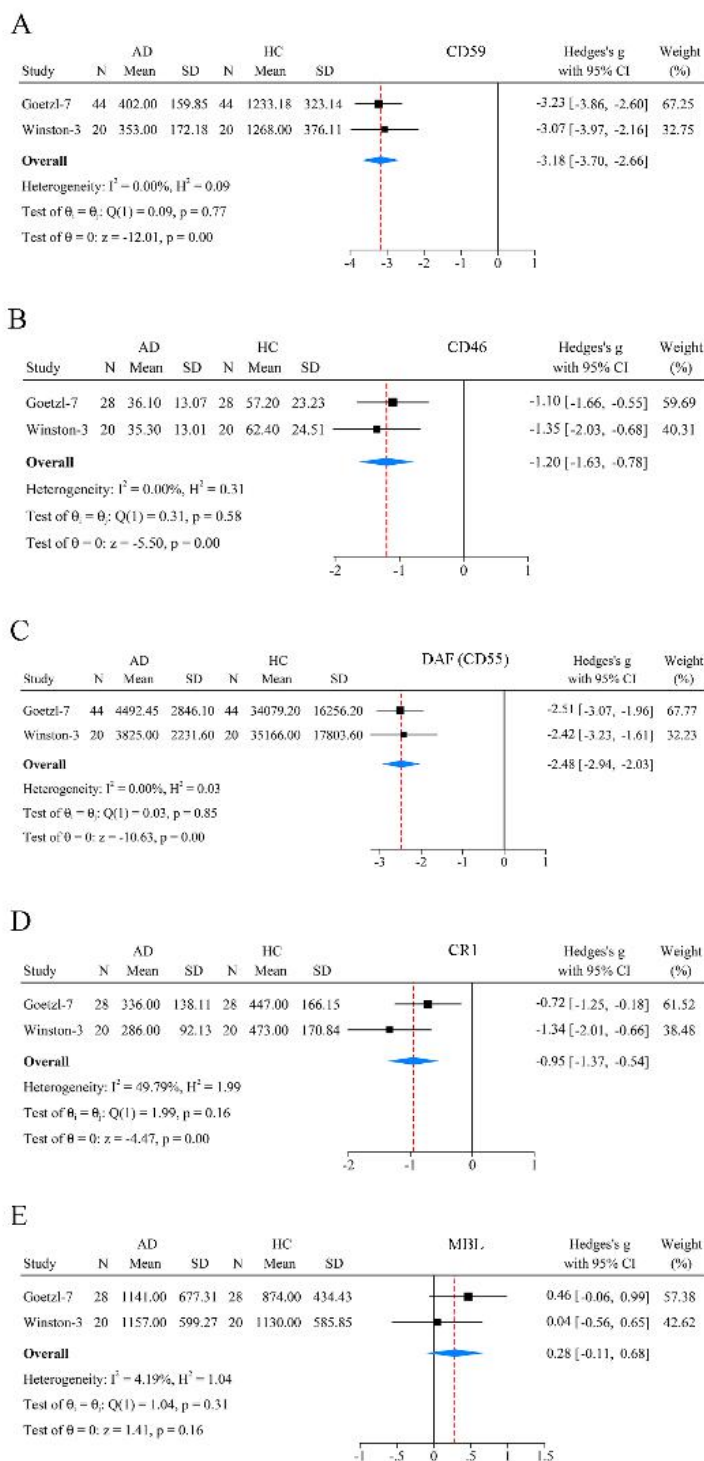 A
AD HC CD59 Hedges's g Weight
Study N Mean SD N Mean SD with 95% CI (%)
Goetzl-7 44 402.00 159.85 44 1233.18 323.14 -3.23 [-3.86, -2.60] 67.25
Winston-3 20 353.00 172.18 20 1268.00 376.11 -3.07 [-3.97, -2.16] 32.75
Overall -3.18 [-3.70, -2.66]
Heterogeneity: I² = 0.00%, H² = 0.09
Test of θᵢ = θⱼ: Q(1) = 0.09, p = 0.77
Test of θ = 0: z = -12.01, p = 0.00
-4 -3 -2 -1 0 1
B
AD HC CD46 Hedges's g Weight
Study N Mean SD N Mean SD with 95% CI (%)
Goetzl-7 28 36.10 13.07 28 57.20 23.23 -1.10 [-1.66, -0.55] 59.69
Winston-3 20 35.30 13.01 20 62.40 24.51 -1.35 [-2.03, -0.68] 40.31
Overall -1.20 [-1.63, -0.78]
Heterogeneity: I² = 0.00%, H² = 0.31
Test of θᵢ = θⱼ: Q(1) = 0.31, p = 0.58
Test of θ = 0: z = -5.50, p = 0.00
-2 -1 0 1
C
AD HC DAF (CD55) Hedges's g Weight
Study N Mean SD N Mean SD with 95% CI (%)
Goetzl-7 44 4492.45 2846.10 44 34079.20 16256.20 -2.51 [-3.07, -1.96] 67.77
Winston-3 20 3825.00 2231.60 20 35166.00 17803.60 -2.42 [-3.23, -1.61] 32.23
Overall -2.48 [-2.94, -2.03]
Heterogeneity: I² = 0.00%, H² = 0.03
Test of θᵢ = θⱼ: Q(1) = 0.03, p = 0.85
Test of θ = 0: z = -10.63, p = 0.00
-3 -2 -1 0 1
D
AD HC CR1 Hedges's g Weight
Study N Mean SD N Mean SD with 95% CI (%)
Goetzl-7 28 336.00 138.11 28 447.00 166.15 -0.72 [-1.25, -0.18] 61.52
Winston-3 20 286.00 92.13 20 473.00 170.84 -1.34 [-2.01, -0.66] 38.48
Overall -0.95 [-1.37, -0.54]
Heterogeneity: I² = 49.79%, H² = 1.99
Test of θᵢ = θⱼ: Q(1) = 1.99, p = 0.16
Test of θ = 0: z = -4.47, p = 0.00
-2 -1 0 1
E
AD HC MBL Hedges's g Weight
Study N Mean SD N Mean SD with 95% CI (%)
Goetzl-7 28 1141.00 677.31 28 874.00 434.43 0.46 [-0.06, 0.99] 57.38
Winston-3 20 1157.00 599.27 20 1130.00 585.85 0.04 [-0.56, 0.65] 42.62
Overall 0.28 [-0.11, 0.68]
Heterogeneity: I² = 4.19%, H² = 1.04
Test of θᵢ = θⱼ: Q(1) = 1.04, p = 0.31
Test of θ = 0: z = 1.41, p = 0.16
-1 -.5 0 .5 1 1.5